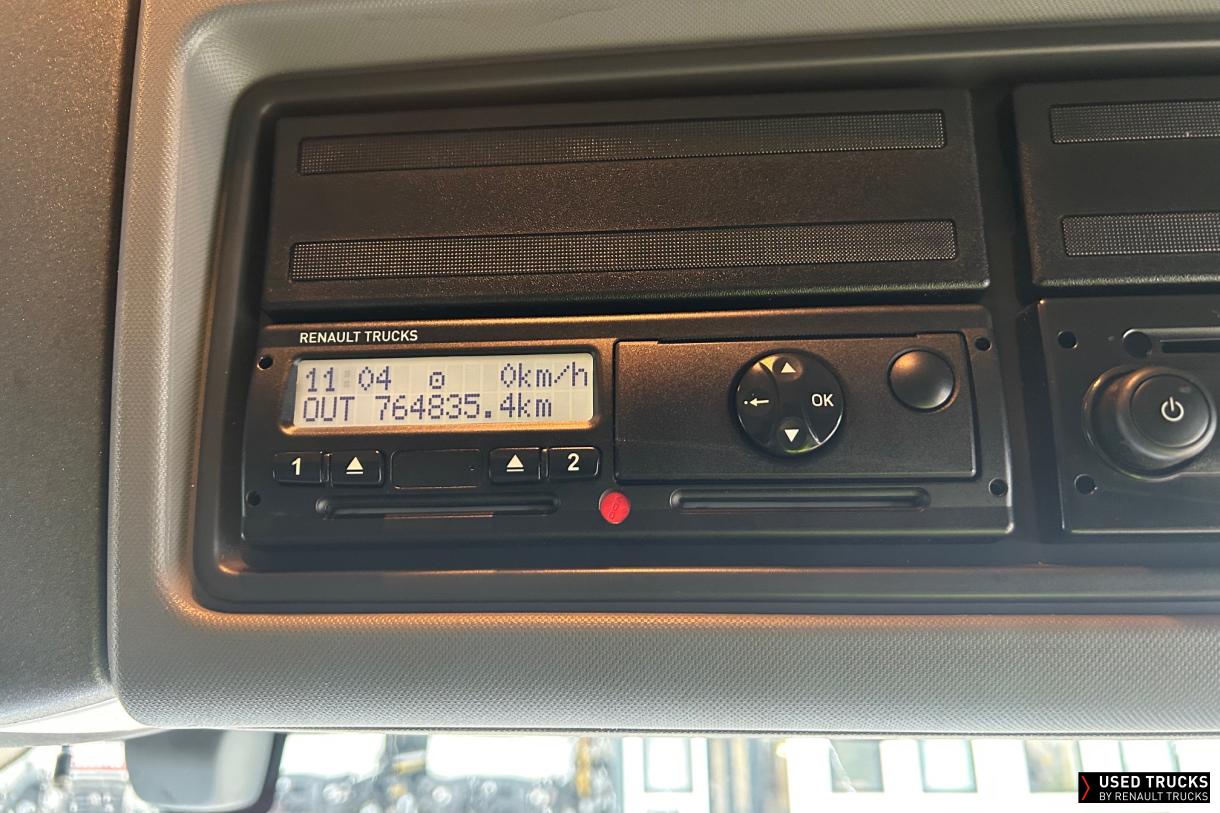 RENAULT TRUCKS
11:04 0km/h
OUT 764835.4km
OK
1 2
USED TRUCKS
BY RENAULT TRUCKS